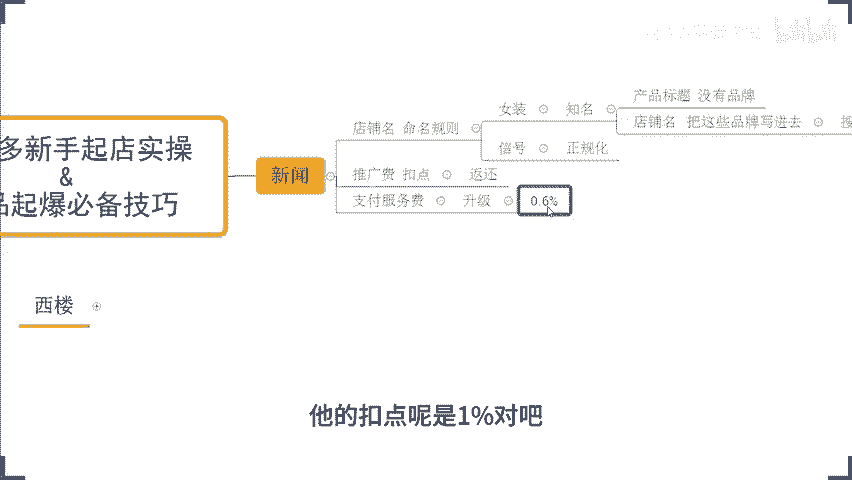 多新手起店实操
&
品起爆必备技巧
新闻
店铺名 命名规则
女装
知名
产品标题 没有品牌
店铺名 把这些品牌写进去
搜
信号
正规化
推广费 扣点
返还
支付服务费
升级
0.6%
西楼
他的扣点呢是1%对吧